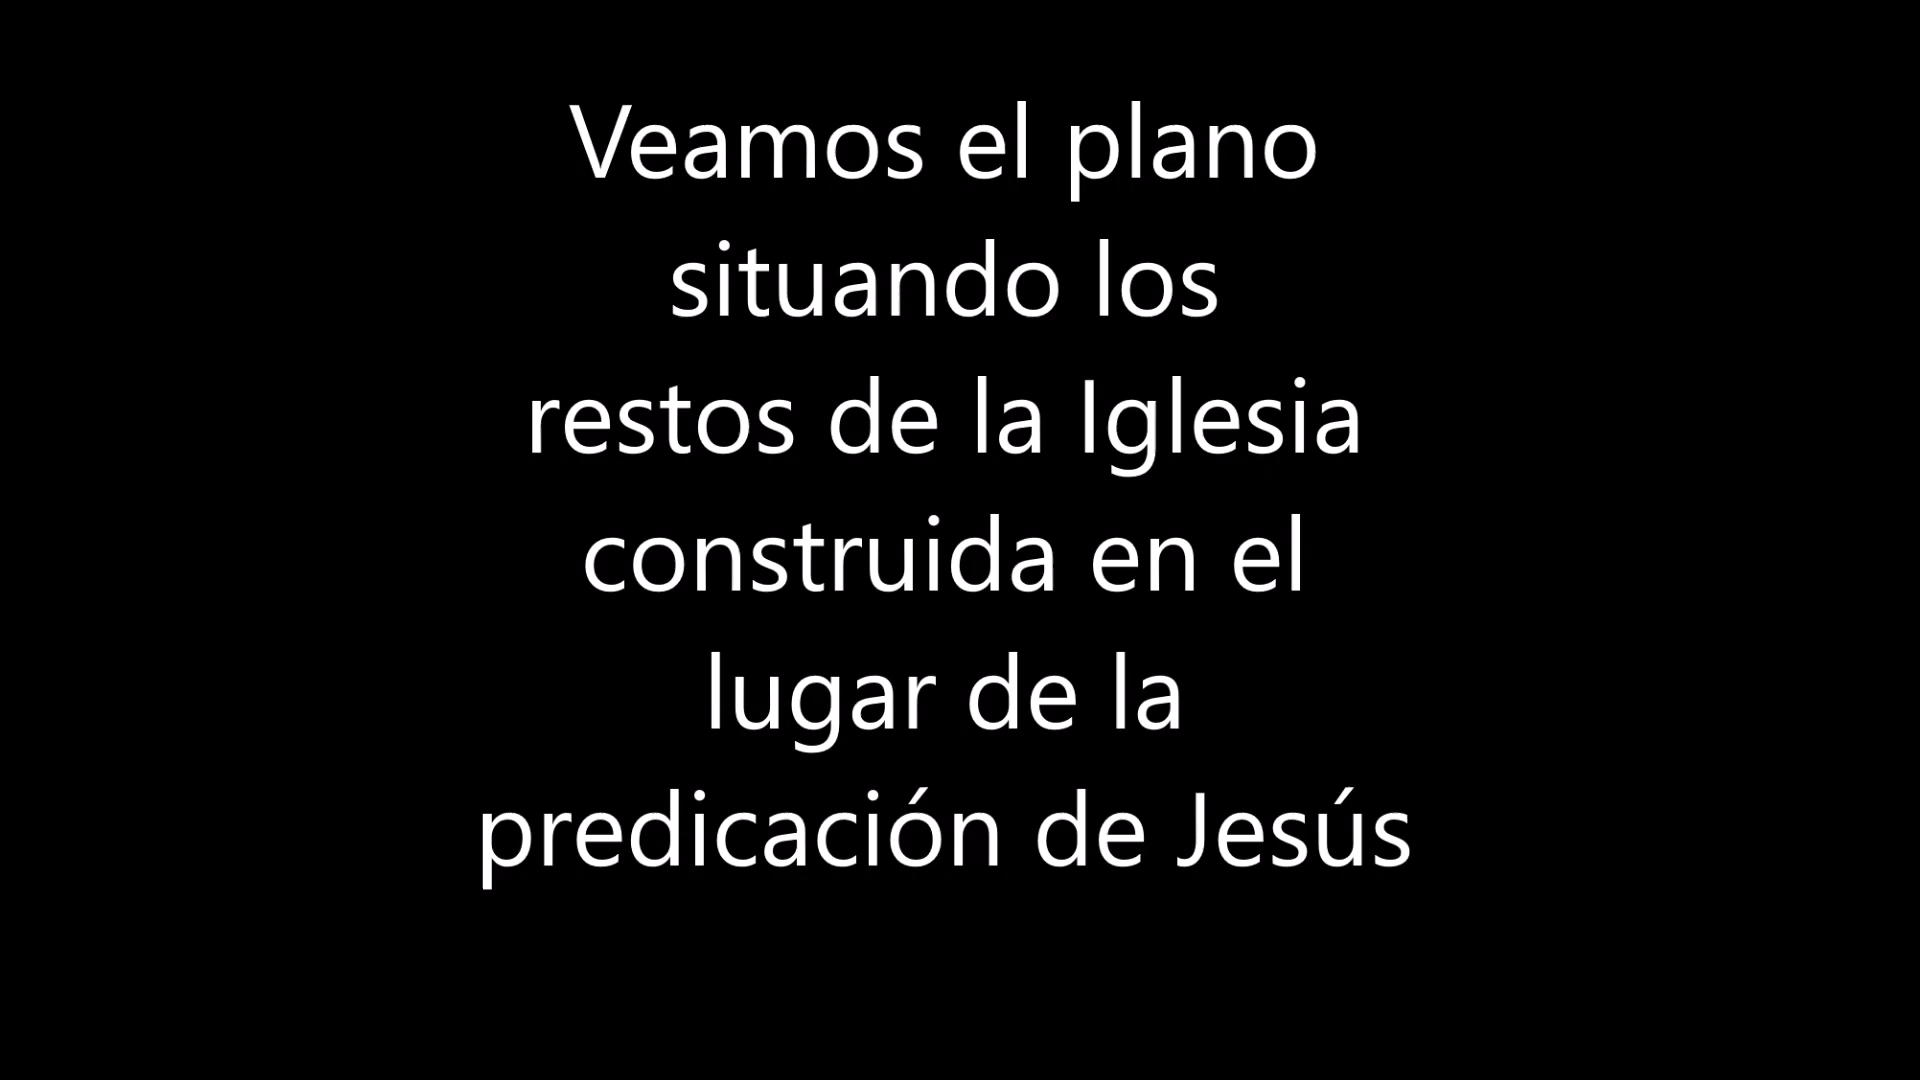 Veamos el plano
situando los
restos de la Iglesia
construida en el
lugar de la
predicación de Jesús